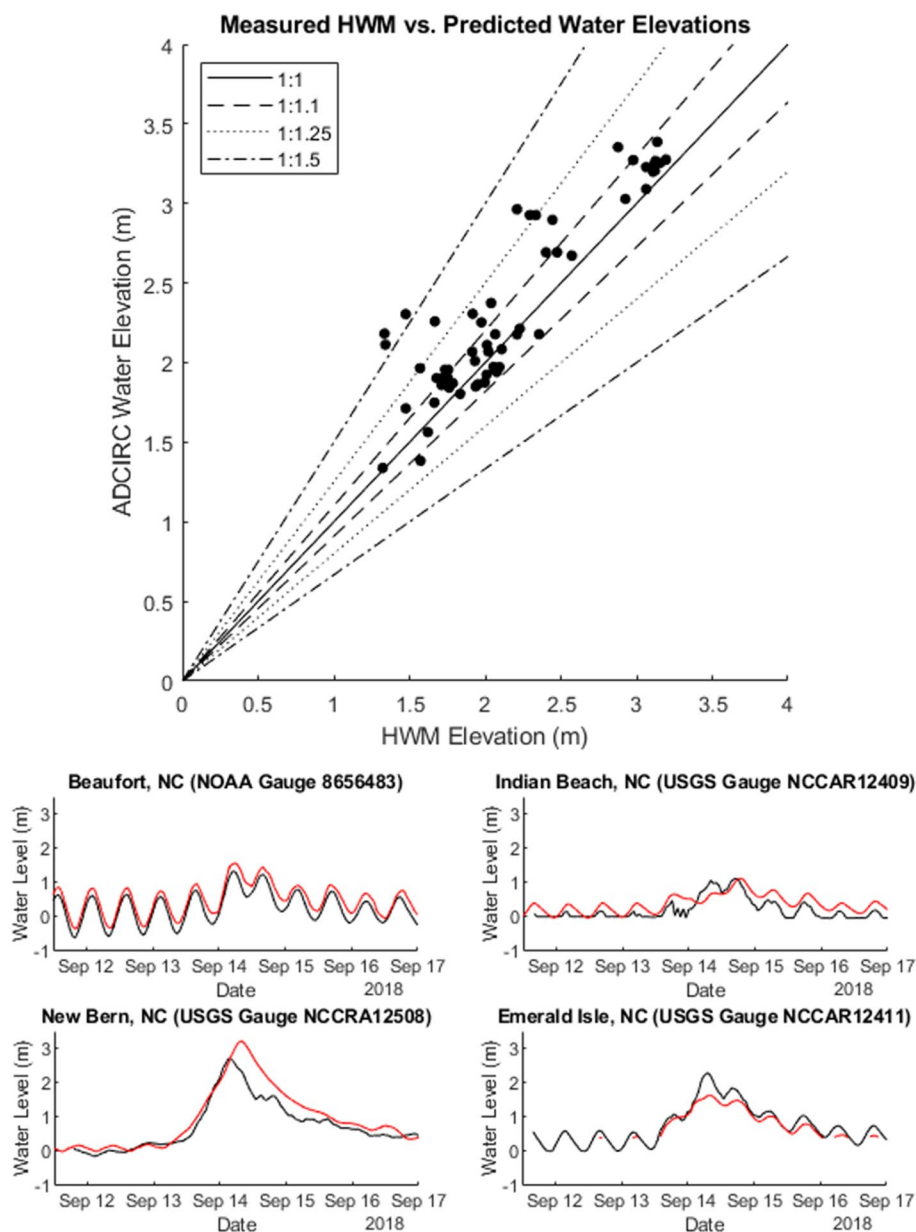 Measured HWM vs. Predicted Water Elevations
4
3.5
3
2.5
2
1.5
1
0.5
0
ADCIRC Water Elevation (m)
1:1
1:1.1
1:1.25
1:1.5
0 0.5 1 1.5 2 2.5 3 3.5 4
HWM Elevation (m)
Beaufort, NC (NOAA Gauge 8656483)
Water Level (m)
3
2
1
0
-1
Sep 12 Sep 13 Sep 14 Sep 15 Sep 16 Sep 17
Date 2018
Indian Beach, NC (USGS Gauge NCCAR12409)
Water Level (m)
3
2
1
0
-1
Sep 12 Sep 13 Sep 14 Sep 15 Sep 16 Sep 17
Date 2018
New Bern, NC (USGS Gauge NCCRA12508)
Water Level (m)
3
2
1
0
-1
Sep 12 Sep 13 Sep 14 Sep 15 Sep 16 Sep 17
Date 2018
Emerald Isle, NC (USGS Gauge NCCAR12411)
Water Level (m)
3
2
1
0
-1
Sep 12 Sep 13 Sep 14 Sep 15 Sep 16 Sep 17
Date 2018